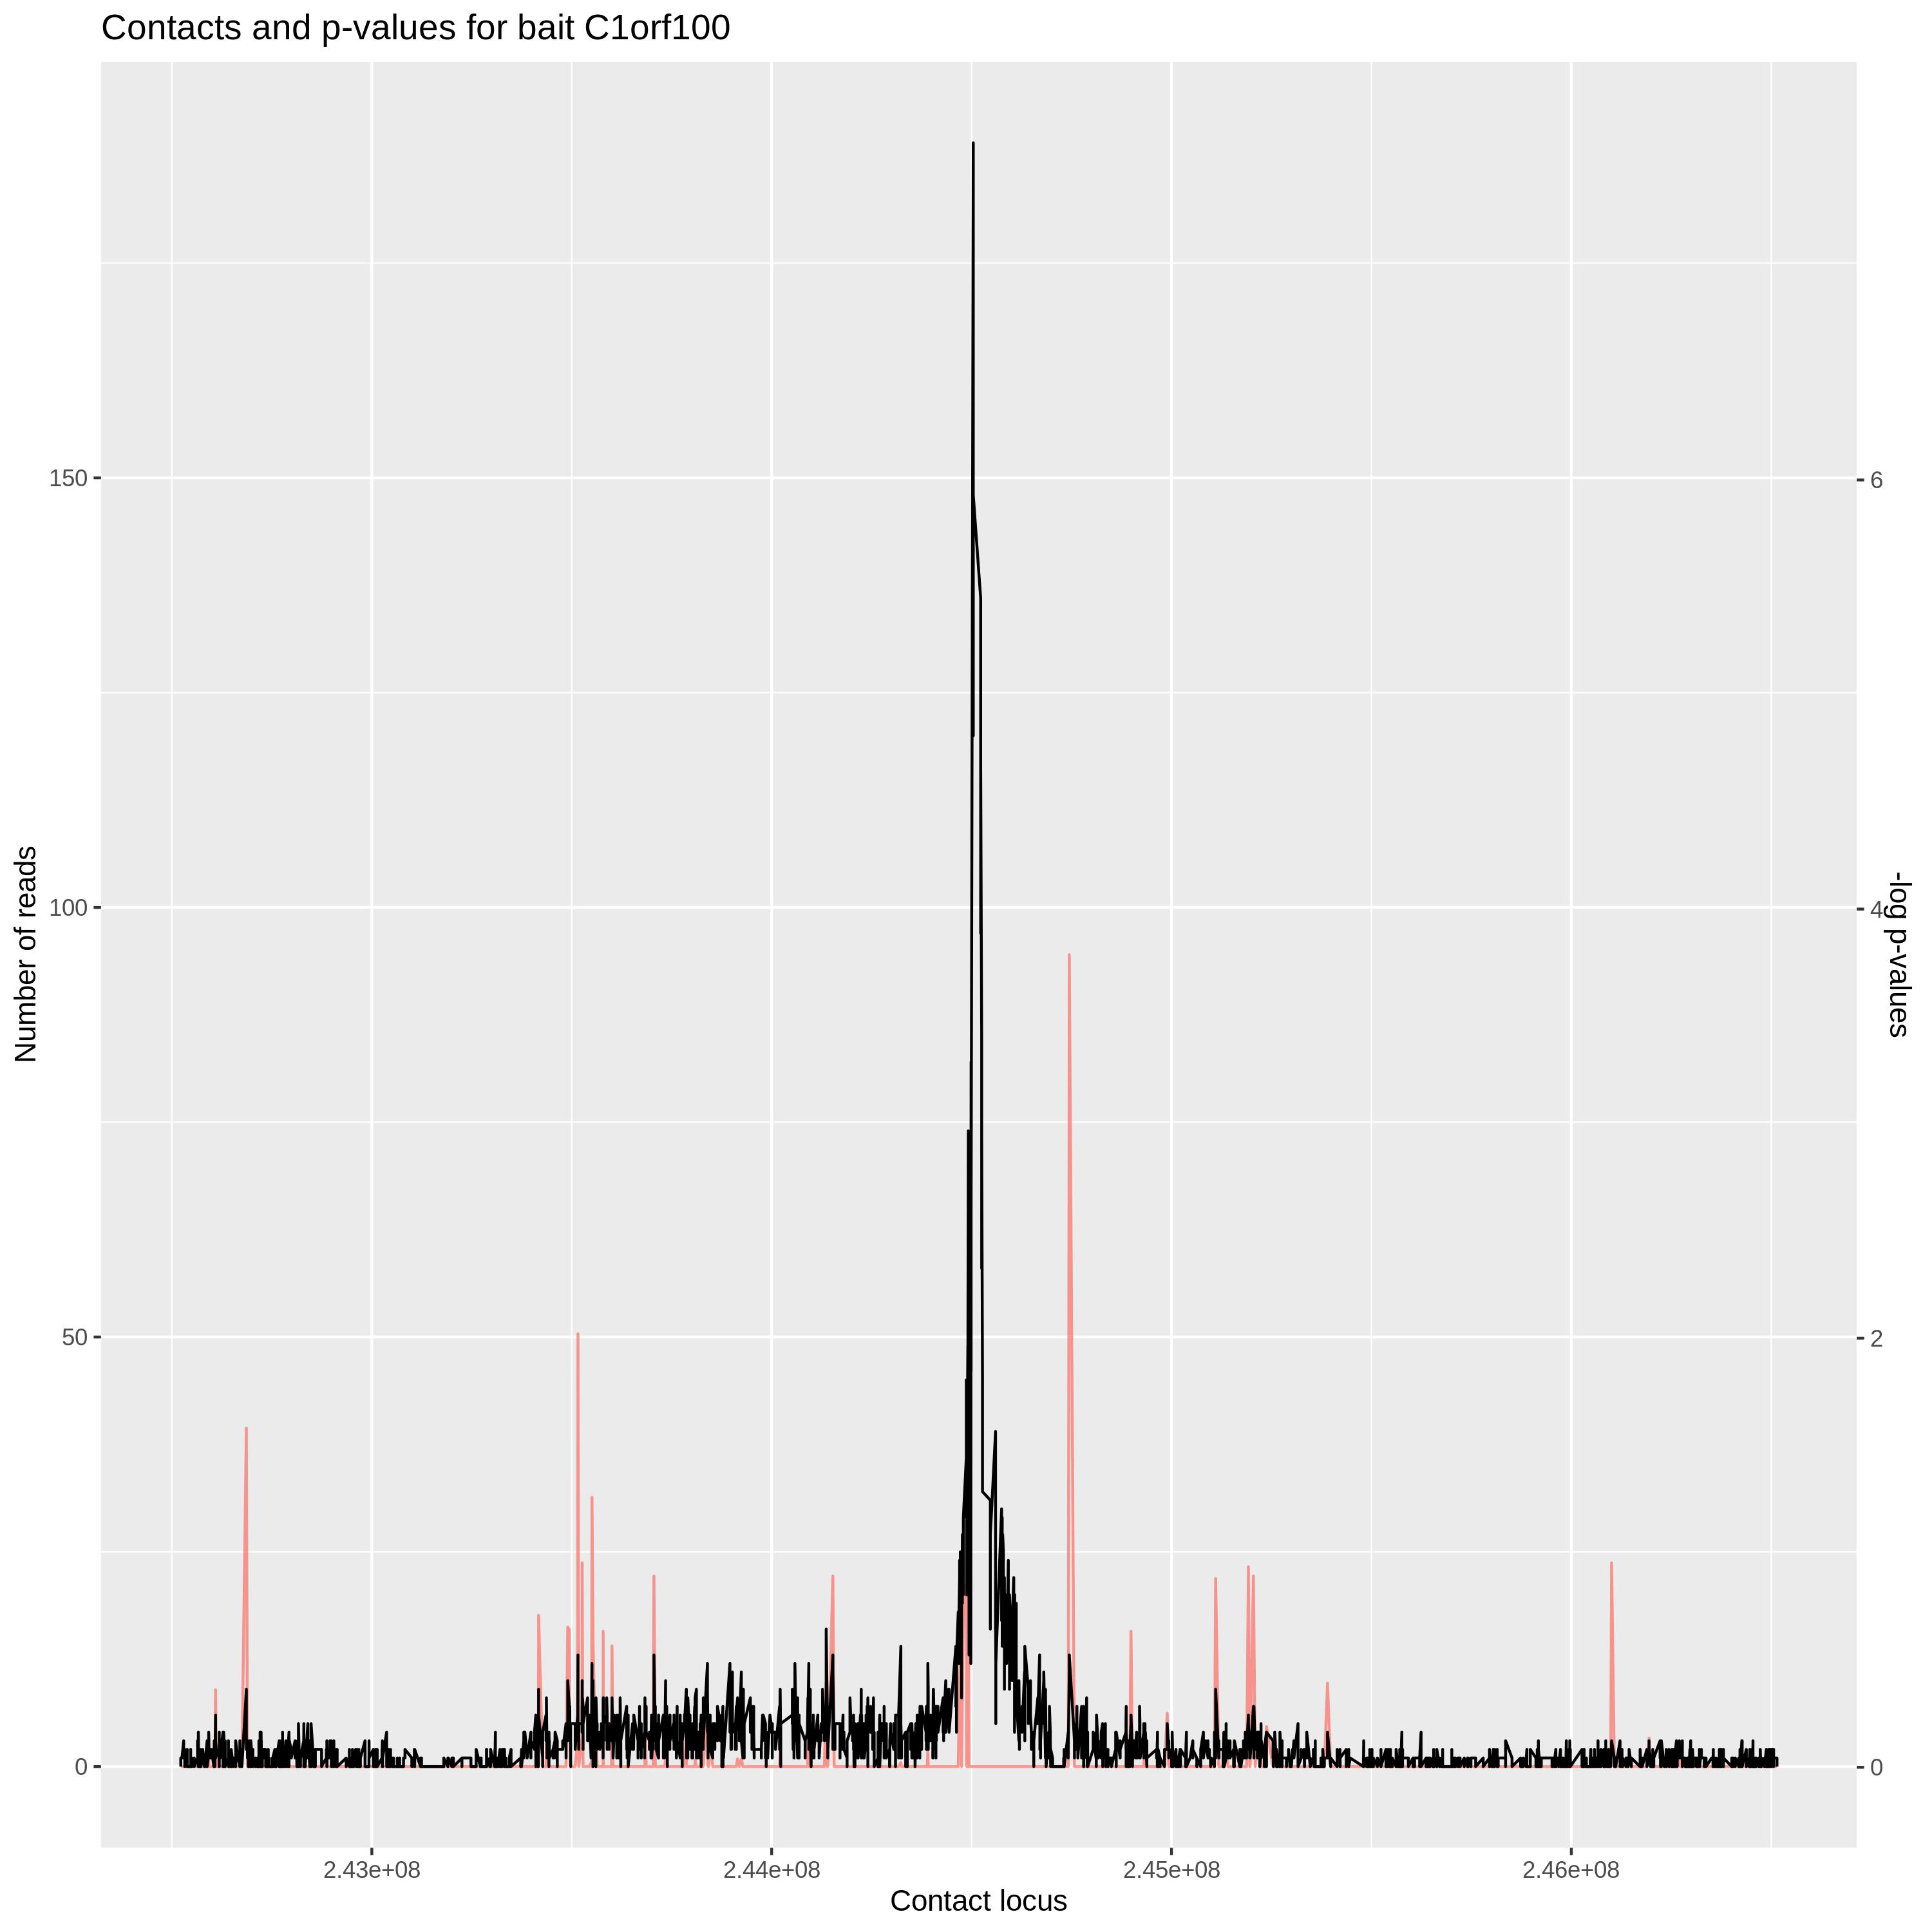 Contacts and p-values for bait C1orf100
Number of reads
150
100
50
0
6
4
2
0
-log p-values
2.43e+08
2.44e+08
2.45e+08
2.46e+08
Contact locus